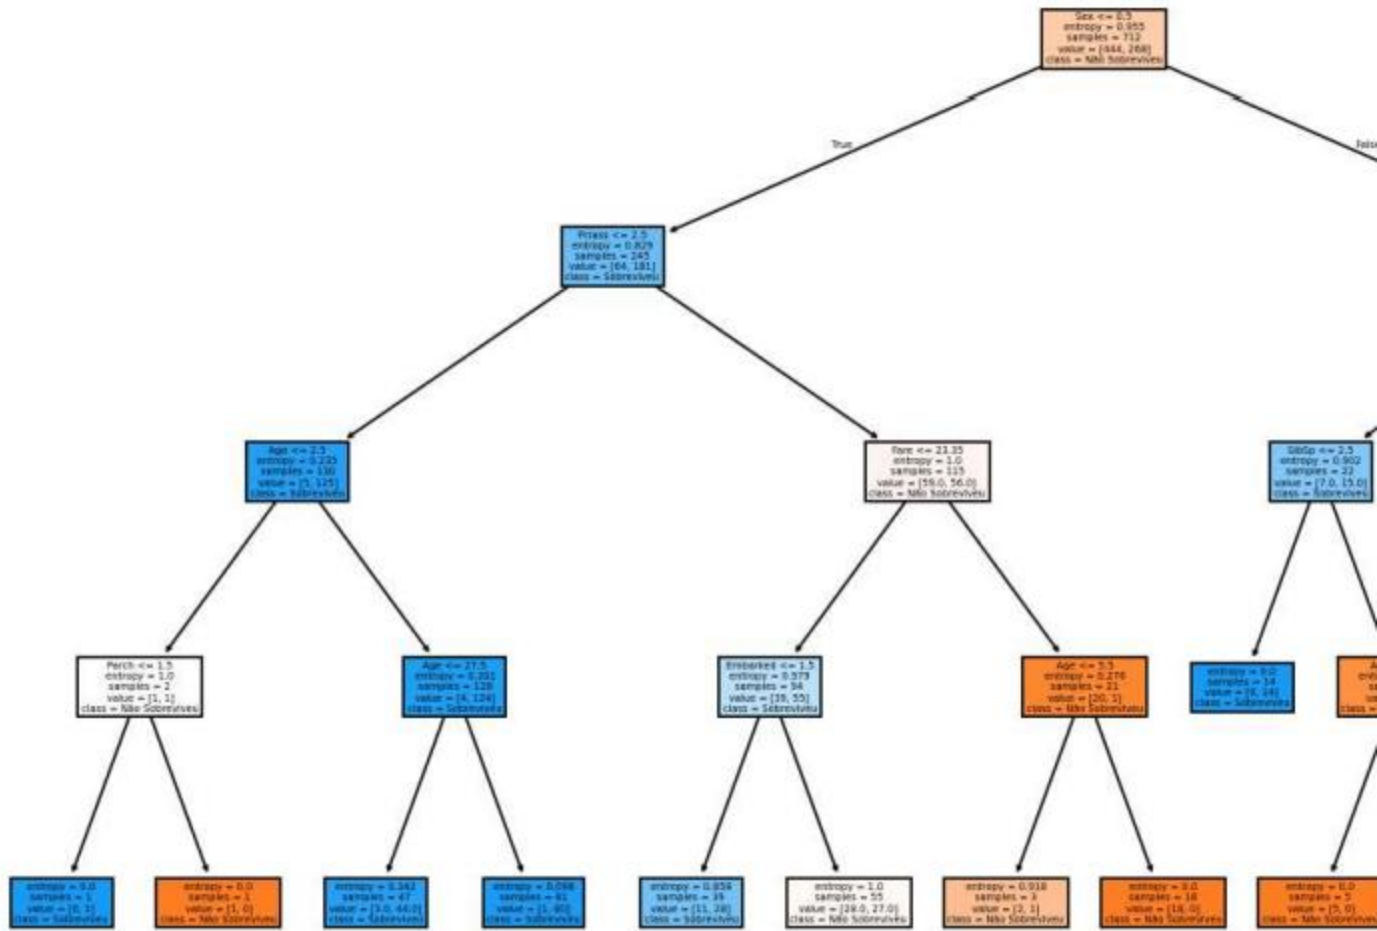 Sex <= 0.5
entropy = 0.955
samples = 712
value = [444, 268]
class = Não Sobreviveu
True
False
Pclass <= 2.5
entropy = 0.829
samples = 245
value = [64, 181]
class = Sobreviveu
Age <= 2.5
entropy = 0.235
samples = 130
value = [5, 125]
class = Sobreviveu
Fare <= 23.35
entropy = 1.0
samples = 115
value = [59.0, 56.0]
class = Não Sobreviveu
SibSp <= 2.5
entropy = 0.902
samples = 22
value = [7.0, 15.0]
class = Sobreviveu
Parch <= 1.5
entropy = 1.0
samples = 2
value = [1, 1]
class = Não Sobreviveu
Age <= 27.5
entropy = 0.201
samples = 128
value = [4, 124]
class = Sobreviveu
Embarked <= 1.5
entropy = 0.979
samples = 94
value = [39, 55]
class = Sobreviveu
Age <= 5.5
entropy = 0.276
samples = 21
value = [20, 1]
class = Não Sobreviveu
entropy = 0.0
samples = 14
value = [0, 14]
class = Sobreviveu
class =
entropy = 0.0
samples = 1
value = [0, 1]
class = Sobreviveu
entropy = 0.0
samples = 1
value = [1, 0]
class = Não Sobreviveu
entropy = 0.343
samples = 47
value = [3.0, 44.0]
class = Sobreviveu
entropy = 0.096
samples = 81
value = [1, 80]
class = Sobreviveu
entropy = 0.858
samples = 39
value = [11, 28]
class = Sobreviveu
entropy = 1.0
samples = 55
value = [28.0, 27.0]
class = Não Sobreviveu
entropy = 0.918
samples = 3
value = [2, 1]
class = Não Sobreviveu
entropy = 0.0
samples = 18
value = [18, 0]
class = Não Sobreviveu
entropy = 0.0
samples = 5
value = [5, 0]
class = Não Sobreviveu